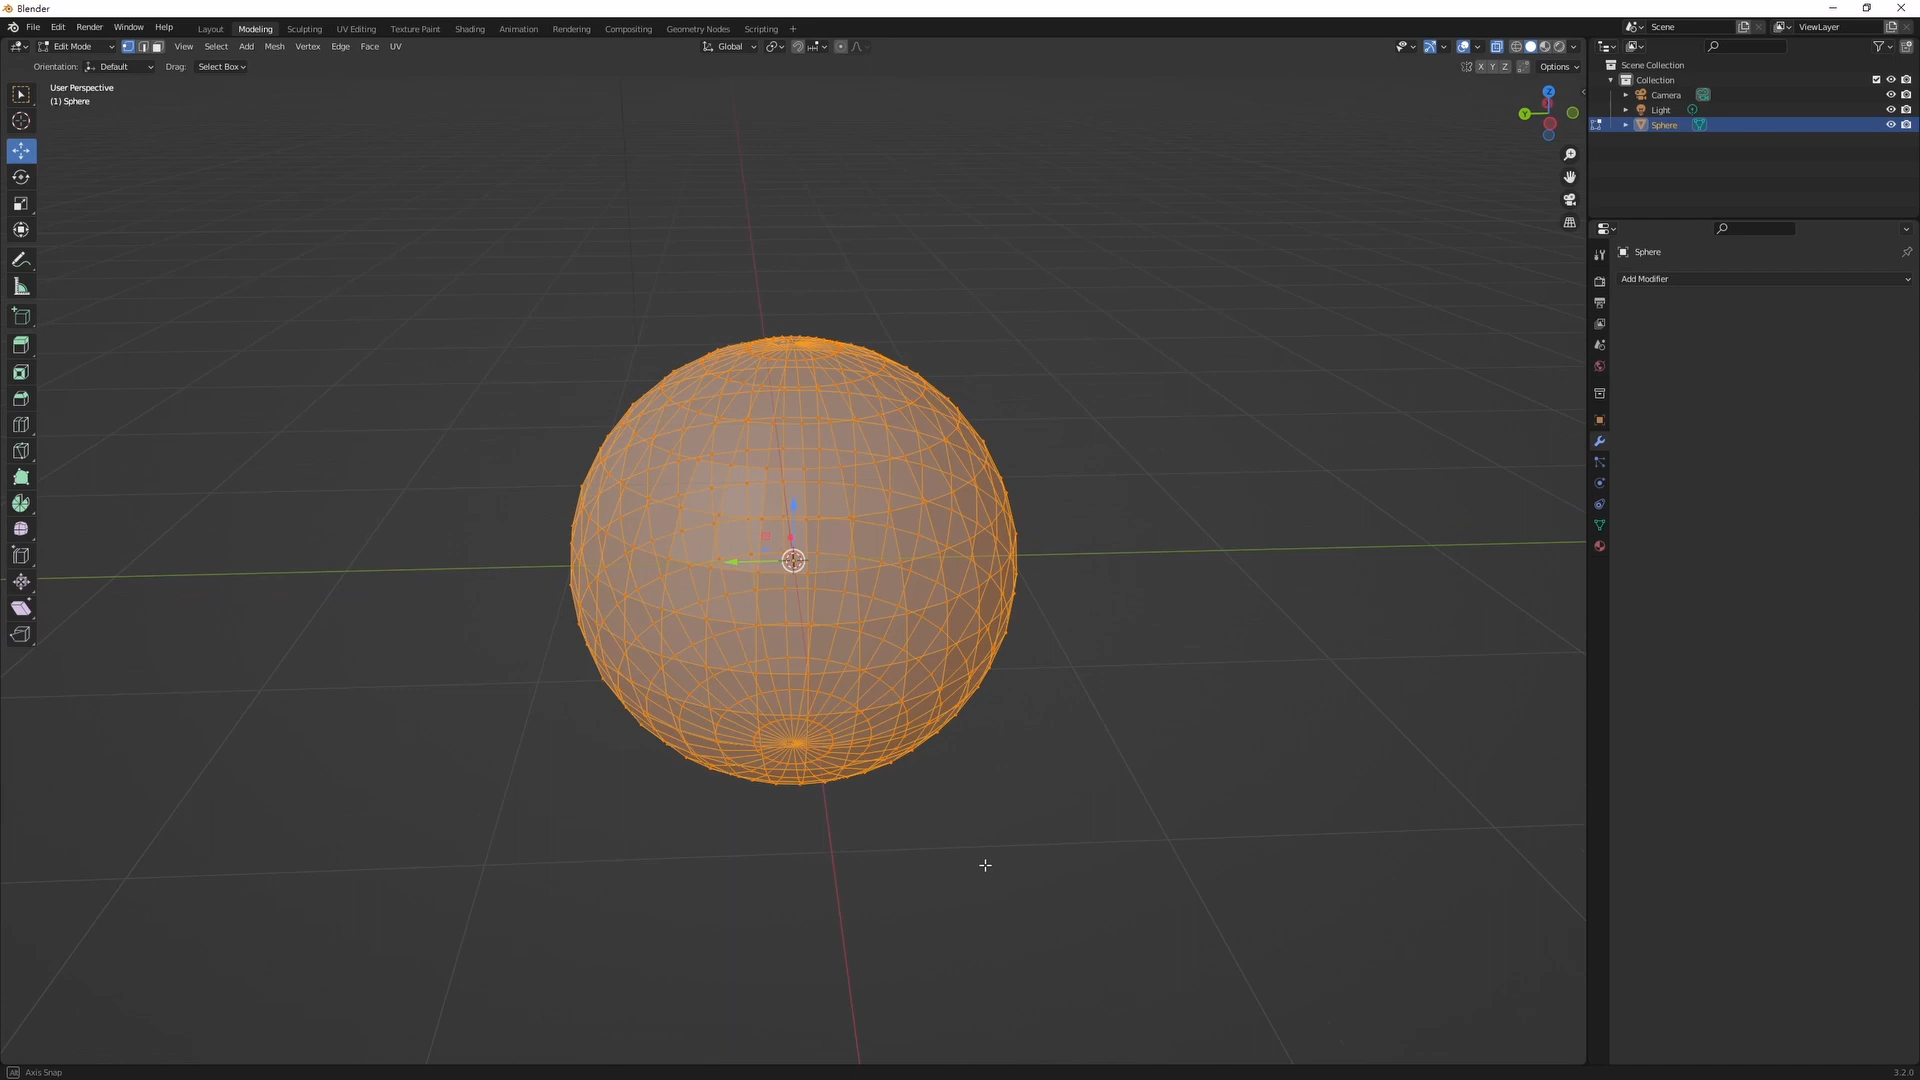 Blender
File Edit Render Window Help Layout Modeling Sculpting UV Editing Texture Paint Shading Animation Rendering Compositing Geometry Nodes Scripting + Scene ViewLayer
Edit Mode View Select Add Mesh Vertex Edge Face UV Global
Orientation: Default Drag: Select Box X Y Z Options
User Perspective
(1) Sphere
Z
Y
Scene Collection
Collection
Camera
Light
Sphere
Sphere
Add Modifier
Alt Axis Snap 3.2.0